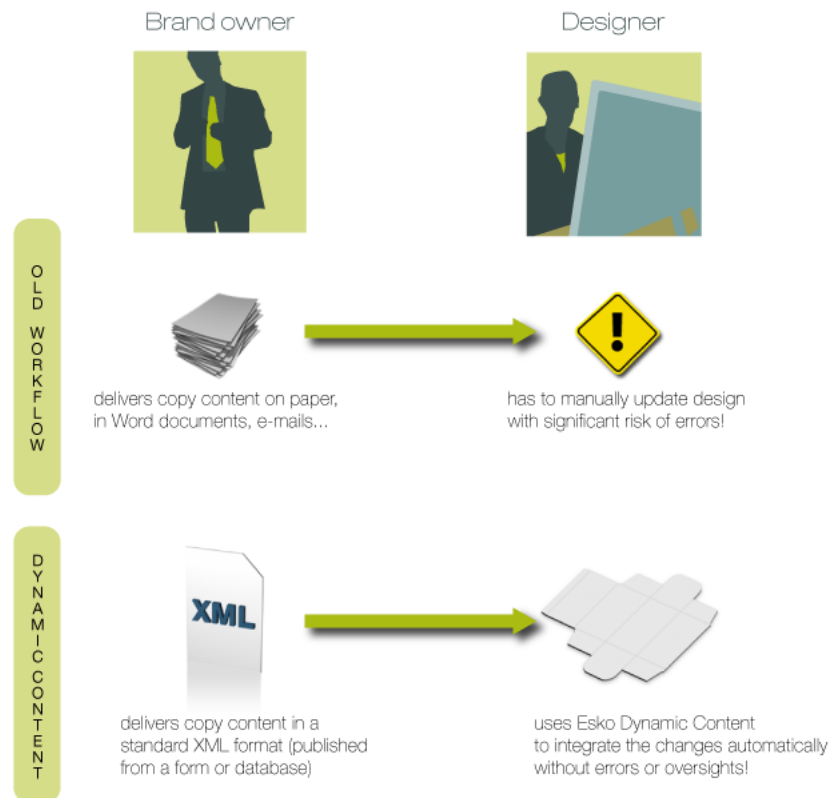 Brand owner
Designer
OLD WORKFLOW
delivers copy content on paper,
in Word documents, e-mails...
has to manually update design
with significant risk of errors!
DYNAMIC CONTENT
XML
delivers copy content in a
standard XML format (published
from a form or database)
uses Esko Dynamic Content
to integrate the changes automatically
without errors or oversights!